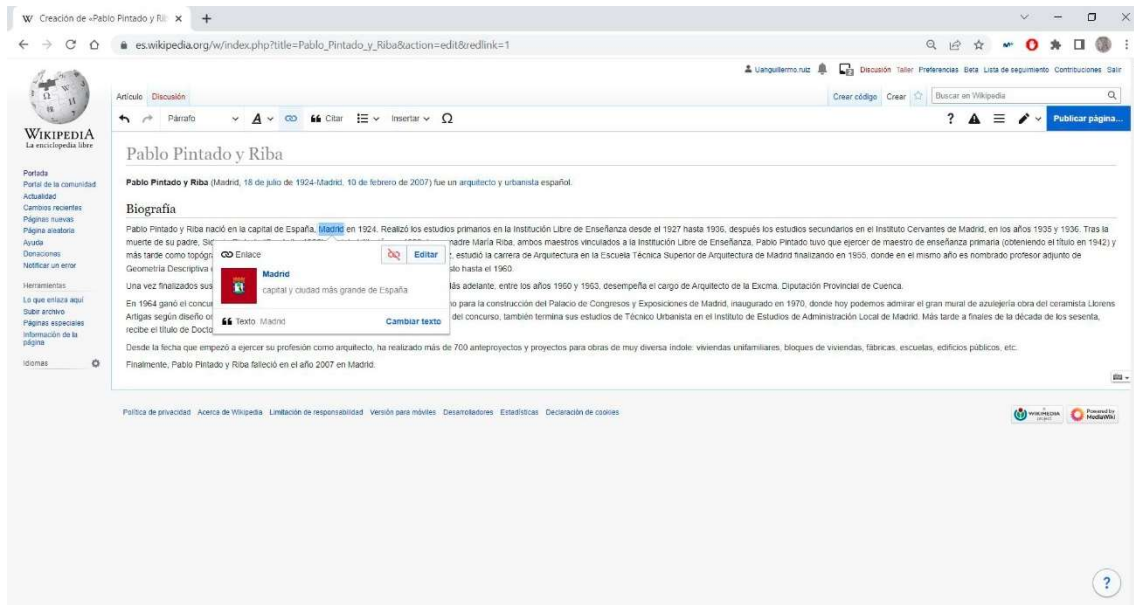 Creación de «Pablo Pintado y Rib
es.wikipedia.org/w/index.php?title=Pablo_Pintado_y_Riba&action=edit&redlink=1
Uanguillermo.ruiz Discusión Taller Preferencias Beta Lista de seguimiento Contribuciones Salir
Artículo Discusión Crear código Crear Buscar en Wikipedia
Párrafo A Citar Insertar Ω ? Publicar página...
WIKIPEDIA
La enciclopedia libre
Portada
Portal de la comunidad
Actualidad
Cambios recientes
Páginas nuevas
Página aleatoria
Ayuda
Donaciones
Notificar un error
Herramientas
Lo que enlaza aquí
Subir archivo
Páginas especiales
Información de la
página
Idiomas
Pablo Pintado y Riba
Pablo Pintado y Riba (Madrid, 18 de julio de 1924-Madrid, 10 de febrero de 2007) fue un arquitecto y urbanista español.
Biografía
Pablo Pintado y Riba nació en la capital de España, Madrid en 1924. Realizó los estudios primarios en la Institución Libre de Enseñanza desde el 1927 hasta 1936, después los estudios secundarios en el Instituto Cervantes de Madrid, en los años 1935 y 1936. Tras la
muerte de su padre, madre María Riba, ambos maestros vinculados a la Institución Libre de Enseñanza, Pablo Pintado tuvo que ejercer de maestro de enseñanza primaria (obteniendo el título en 1942) y
más tarde como estudió la carrera de Arquitectura en la Escuela Técnica Superior de Arquitectura de Madrid finalizando en 1955, donde en el mismo año es nombrado profesor adjunto de
Geometría Descriptiva hasta el 1960.
Una vez finalizados sus adelante, entre los años 1960 y 1963, desempeña el cargo de Arquitecto de la Excma. Diputación Provincial de Cuenca.
En 1964 ganó el para la construcción del Palacio de Congresos y Exposiciones de Madrid, inaugurado en 1970, donde hoy podemos admirar el gran mural de azulejería obra del ceramista Llorens
Artigas según diseño del concurso, también termina sus estudios de Técnico Urbanista en el Instituto de Estudios de Administración Local de Madrid. Más tarde a finales de la década de los sesenta,
recibe el título de
Desde la fecha que empezó a ejercer su profesión como arquitecto, ha realizado más de 700 anteproyectos y proyectos para obras de muy diversa índole: viviendas unifamiliares, bloques de viviendas, fábricas, escuelas, edificios públicos, etc.
Finalmente, Pablo Pintado y Riba falleció en el año 2007 en Madrid.
Enlace Editar
Madrid
capital y ciudad más grande de España
Texto Madrid Cambiar texto
Política de privacidad Acerca de Wikipedia Limitación de responsabilidad Versión para móviles Desarrolladores Estadísticas Declaración de cookies
WIKIMEDIA
project
Powered by
MediaWiki
?